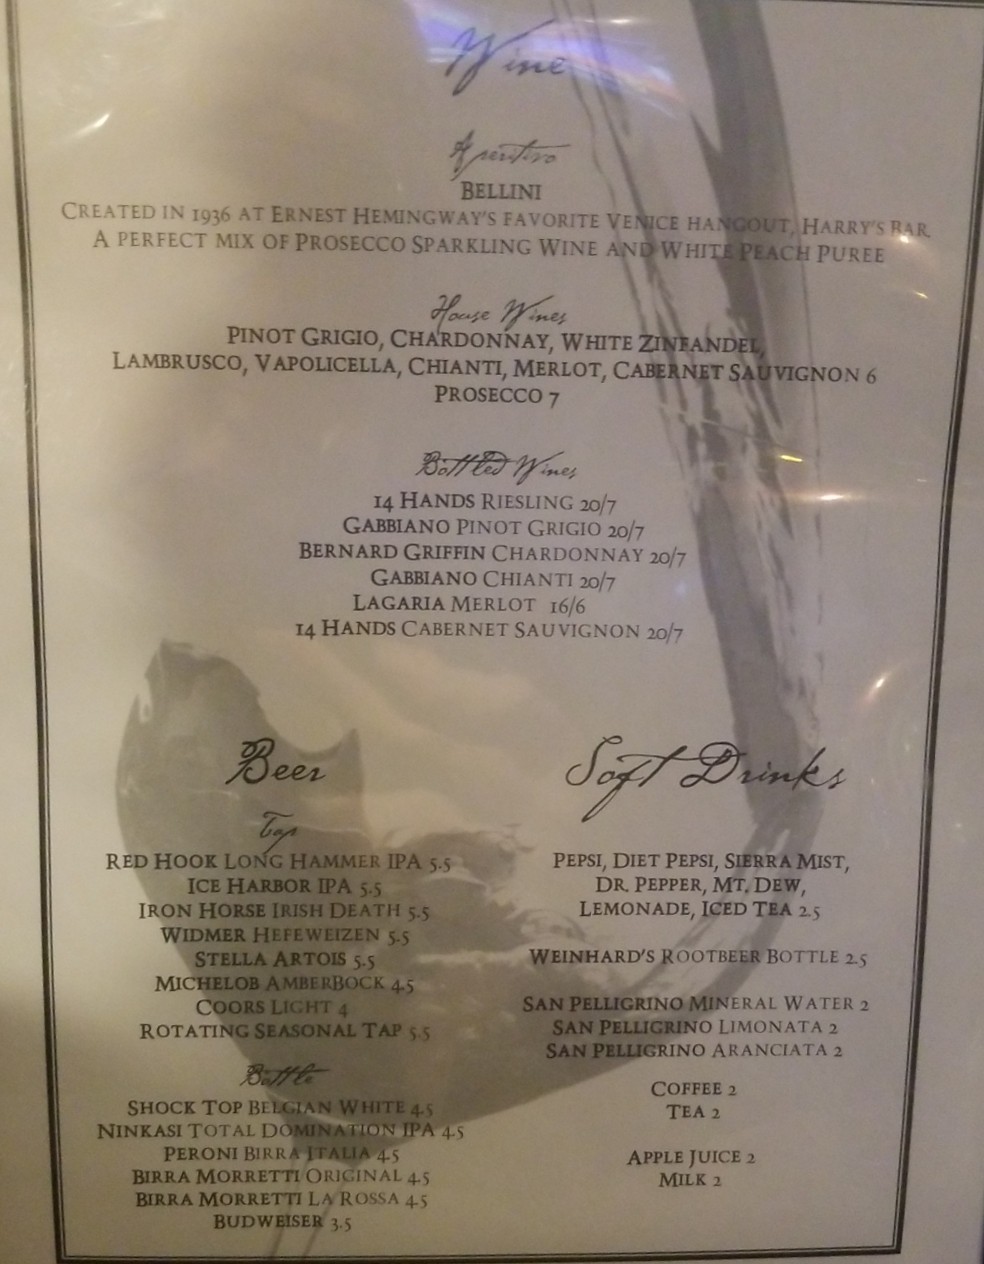 Wine
Aperitivo
BELLINI
CREATED IN 1936 AT ERNEST HEMINGWAY'S FAVORITE VENICE HANGOUT, HARRY'S BAR
A PERFECT MIX OF PROSECCO SPARKLING WINE AND WHITE PEACH PUREE
House Wines
PINOT GRIGIO, CHARDONNAY, WHITE ZINFANDEL,
LAMBRUSCO, VAPOLICELLA, CHIANTI, MERLOT, CABERNET SAUVIGNON 6
PROSECCO 7
Bottled Wines
14 HANDS RIESLING 20/7
GABBIANO PINOT GRIGIO 20/7
BERNARD GRIFFIN CHARDONNAY 20/7
GABBIANO CHIANTI 20/7
LAGARIA MERLOT 16/6
14 HANDS CABERNET SAUVIGNON 20/7
Beer
Tap
RED HOOK LONG HAMMER IPA 5.5
ICE HARBOR IPA 5.5
IRON HORSE IRISH DEATH 5.5
WIDMER HEFEWEIZEN 5.5
STELLA ARTOIS 5.5
MICHELOB AMBERBOCK 4.5
COORS LIGHT 4
ROTATING SEASONAL TAP 5.5
Bottle
SHOCK TOP BELGIAN WHITE 4.5
NINKASI TOTAL DOMINATION IPA 4.5
PERONI BIRRA ITALIA 4.5
BIRRA MORRETTI ORIGINAL 4.5
BIRRA MORRETTI LA ROSSA 4.5
BUDWEISER 3.5
Soft Drinks
PEPSI, DIET PEPSI, SIERRA MIST,
DR. PEPPER, MT. DEW,
LEMONADE, ICED TEA 2.5
WEINHARD'S ROOTBEER BOTTLE 2.5
SAN PELLIGRINO MINERAL WATER 2
SAN PELLIGRINO LIMONATA 2
SAN PELLIGRINO ARANCIATA 2
COFFEE 2
TEA 2
APPLE JUICE 2
MILK 2